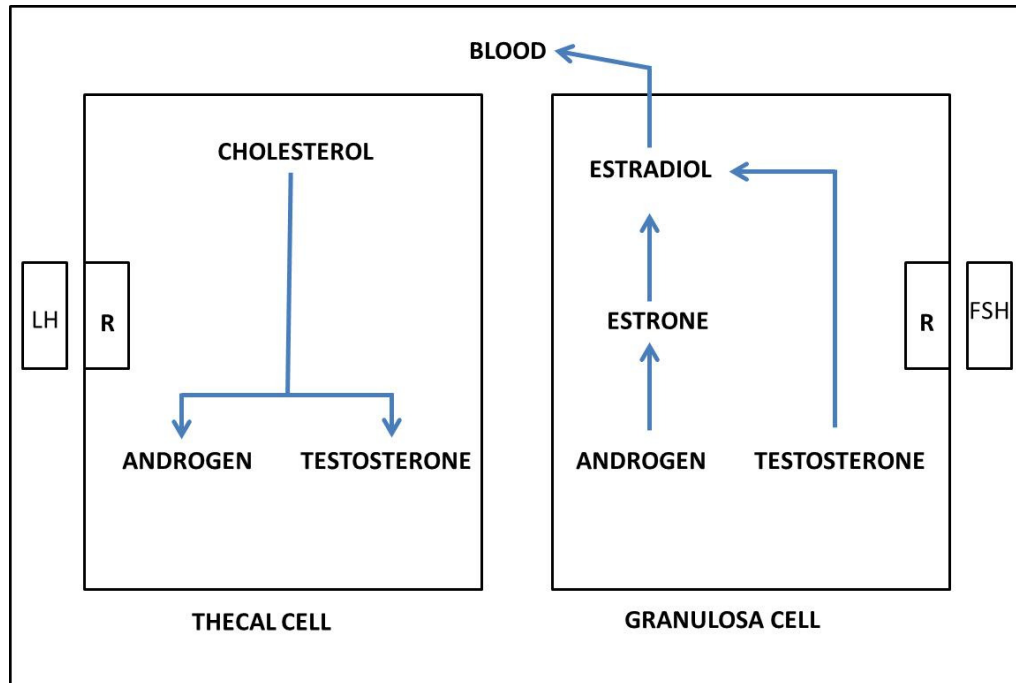 BLOOD
CHOLESTEROL
ESTRADIOL
LH
R
ESTRONE
R
FSH
ANDROGEN
TESTOSTERONE
ANDROGEN
TESTOSTERONE
THECAL CELL
GRANULOSA CELL